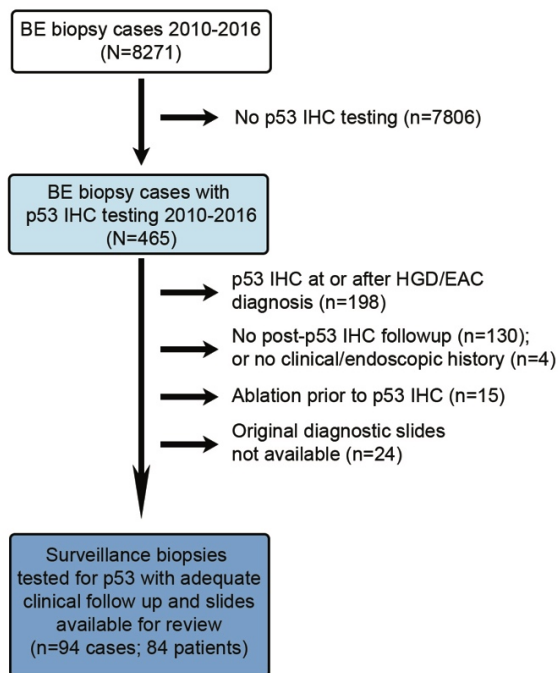 BE biopsy cases 2010-2016
(N=8271)
No p53 IHC testing (n=7806)
BE biopsy cases with
p53 IHC testing 2010-2016
(N=465)
p53 IHC at or after HGD/EAC
diagnosis (n=198)
No post-p53 IHC followup (n=130);
or no clinical/endoscopic history (n=4)
Ablation prior to p53 IHC (n=15)
Original diagnostic slides
not available (n=24)
Surveillance biopsies
tested for p53 with adequate
clinical follow up and slides
available for review
(n=94 cases; 84 patients)